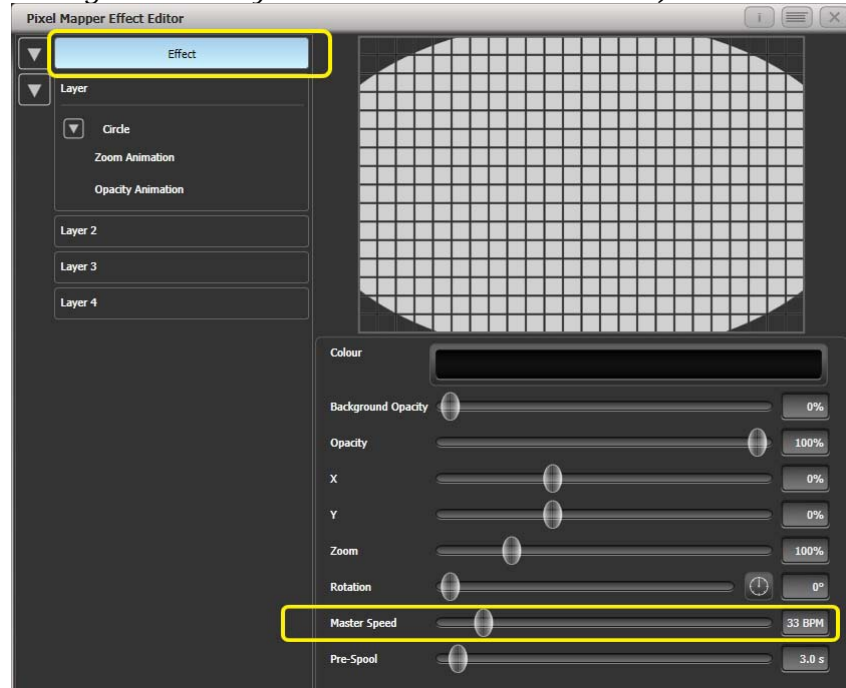 Pixel Mapper Effect Editor
i
Effect
Layer
Circle
Zoom Animation
Opacity Animation
Layer 2
Layer 3
Layer 4
Colour
Background Opacity 0%
Opacity 100%
X 0%
Y 0%
Zoom 100%
Rotation 0°
Master Speed 33 BPM
Pre-Spool 3.0 s